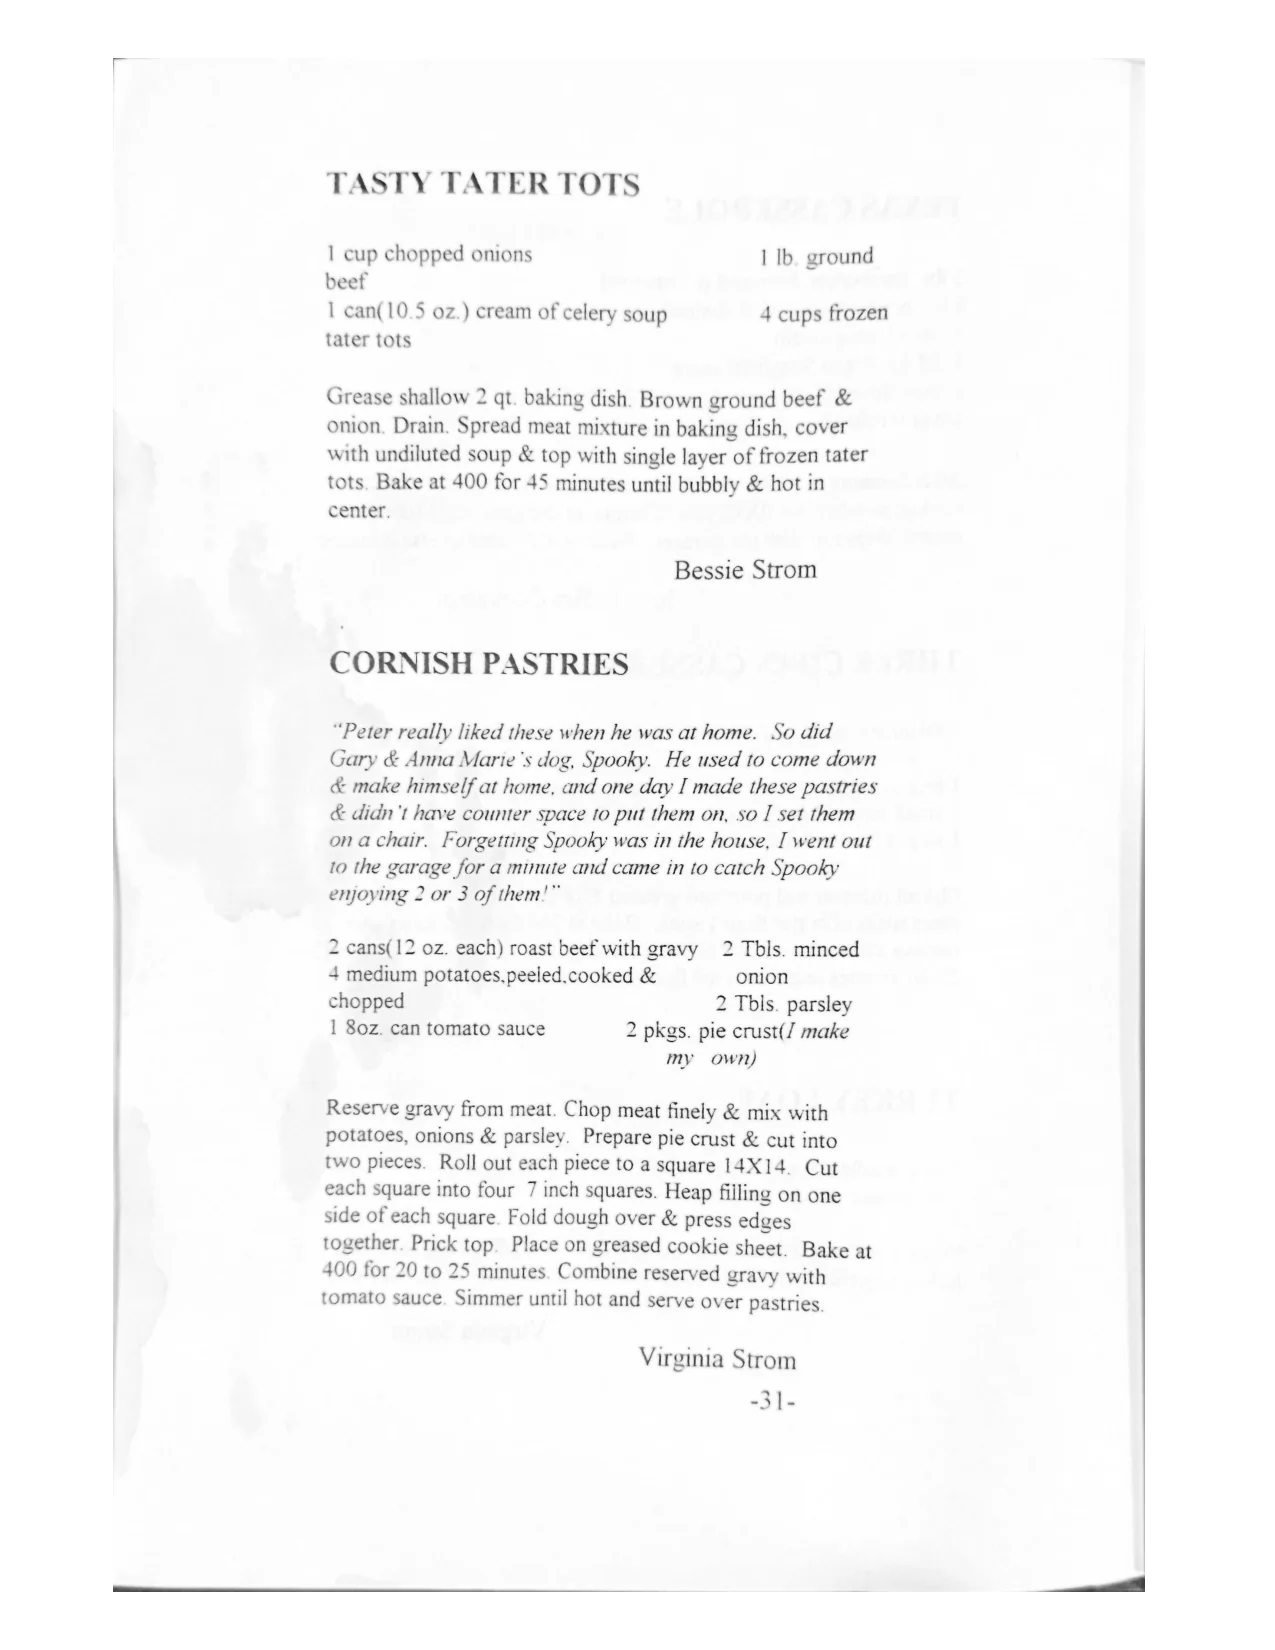 TASTY TATER TOTS
1 cup chopped onions 1 lb. ground
beef
1 can(10.5 oz.) cream of celery soup 4 cups frozen
tater tots
Grease shallow 2 qt. baking dish. Brown ground beef &
onion. Drain. Spread meat mixture in baking dish, cover
with undiluted soup & top with single layer of frozen tater
tots. Bake at 400 for 45 minutes until bubbly & hot in
center.
Bessie Strom
CORNISH PASTRIES
"Peter really liked these when he was at home. So did
Gary & Anna Marie's dog, Spooky. He used to come down
& make himself at home, and one day I made these pastries
& didn't have counter space to put them on, so I set them
on a chair. Forgetting Spooky was in the house, I went out
to the garage for a minute and came in to catch Spooky
enjoying 2 or 3 of them!"
2 cans(12 oz. each) roast beef with gravy 2 Tbls. minced
4 medium potatoes,peeled,cooked & onion
chopped 2 Tbls. parsley
1 8oz. can tomato sauce 2 pkgs. pie crust(I make
my own)
Reserve gravy from meat. Chop meat finely & mix with
potatoes, onions & parsley. Prepare pie crust & cut into
two pieces. Roll out each piece to a square 14X14. Cut
each square into four 7 inch squares. Heap filling on one
side of each square. Fold dough over & press edges
together. Prick top. Place on greased cookie sheet. Bake at
400 for 20 to 25 minutes. Combine reserved gravy with
tomato sauce. Simmer until hot and serve over pastries.
Virginia Strom
-31-